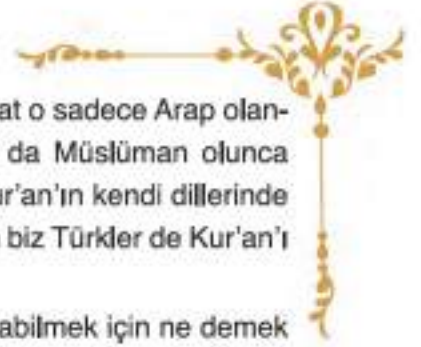 at o sadece Arap olan-
da Müslüman olunca
ur'an'ın kendi dillerinde
biz Türkler de Kur'an'ı
abilmek için ne demek